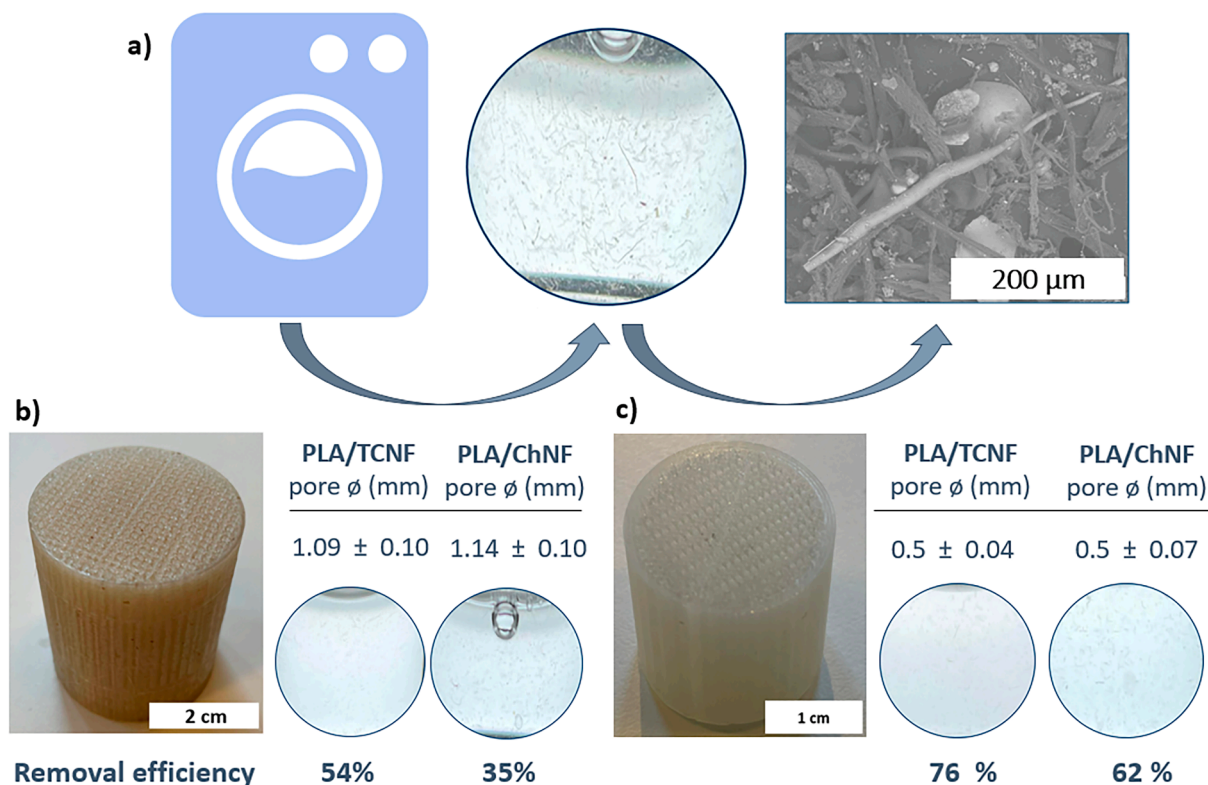 a)
200 µm
b)
PLA/TCNF PLA/ChNF
pore ø (mm) pore ø (mm)
1.09 ± 0.10 1.14 ± 0.10
2 cm
Removal efficiency 54% 35%
c)
PLA/TCNF PLA/ChNF
pore ø (mm) pore ø (mm)
0.5 ± 0.04 0.5 ± 0.07
1 cm
76 % 62 %